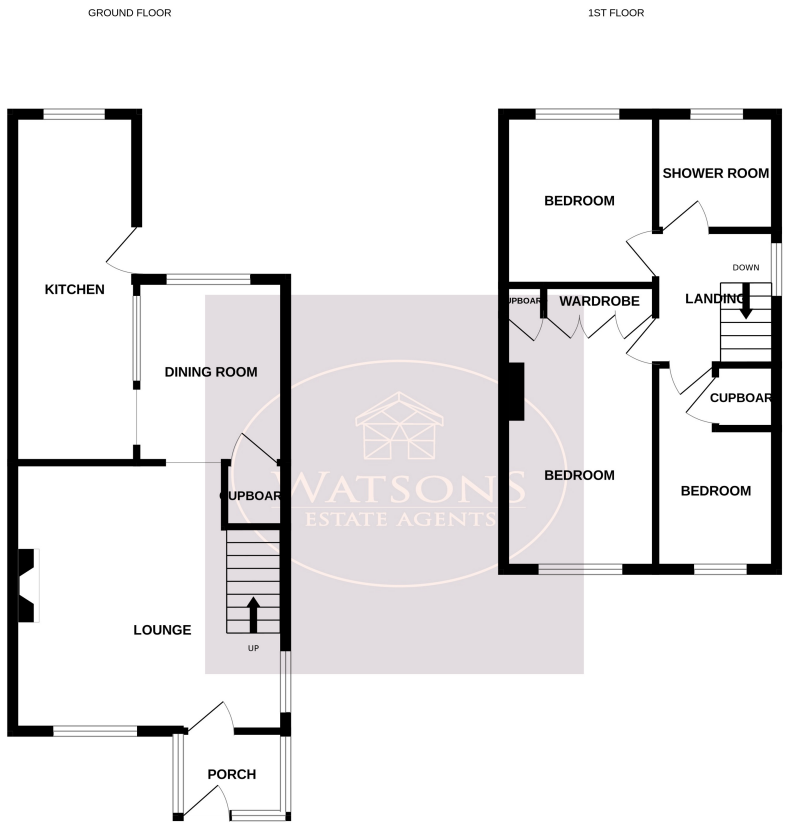 GROUND FLOOR
1ST FLOOR
KITCHEN
DINING ROOM
CUPBOAR
LOUNGE
UP
PORCH
BEDROOM
SHOWER ROOM
DOWN
LANDING
UPBOAR
WARDROBE
BEDROOM
CUPBOAR
BEDROOM
WATSONS
ESTATE AGENTS